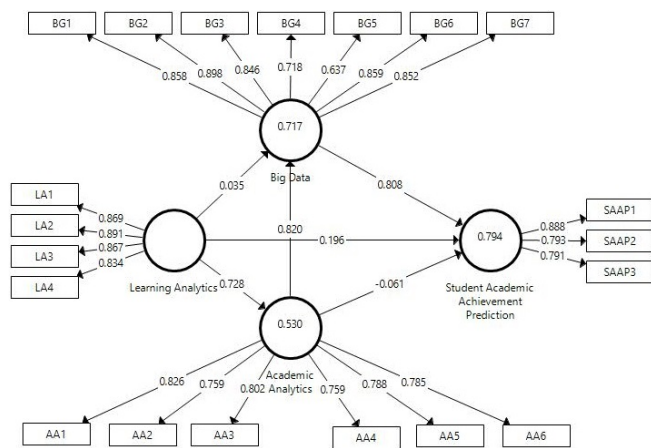 BG1 BG2 BG3 BG4 BG5 BG6 BG7
0.858 0.898 0.846 0.718 0.637 0.859 0.852
0.717
Big Data
LA1
LA2
LA3
LA4
0.869
0.891
0.867
0.834
0.035
0.808
0.820
0.196
0.728
-0.061
Learning Analytics
0.794
Student Academic
Achievement
Prediction
0.888
0.793
0.791
SAAP1
SAAP2
SAAP3
0.530
Academic
Analytics
0.826 0.759 0.802 0.759 0.788 0.785
AA1 AA2 AA3 AA4 AA5 AA6